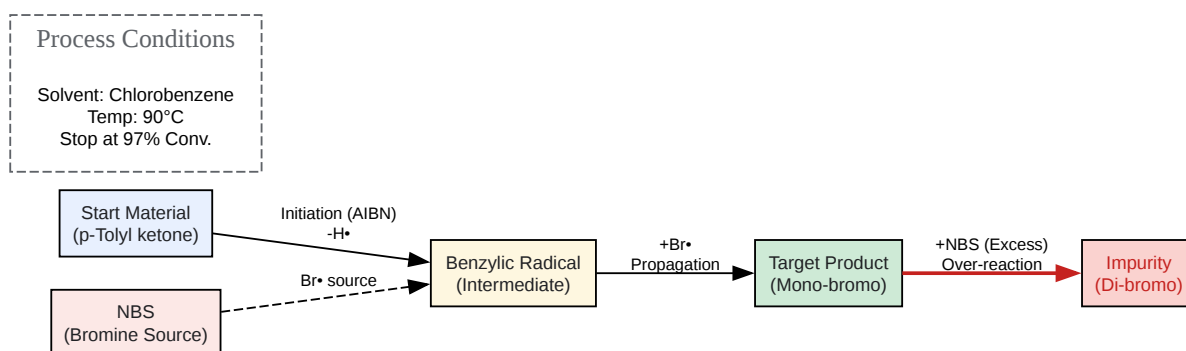 Process Conditions
Solvent: Chlorobenzene
Temp: 90°C
Stop at 97% Conv.
Start Material
(p-Tolyl ketone)
Initiation (AIBN)
-H•
NBS
(Bromine Source)
Br• source
Benzylic Radical
(Intermediate)
+Br•
Propagation
Target Product
(Mono-bromo)
+NBS (Excess)
Over-reaction
Impurity
(Di-bromo)